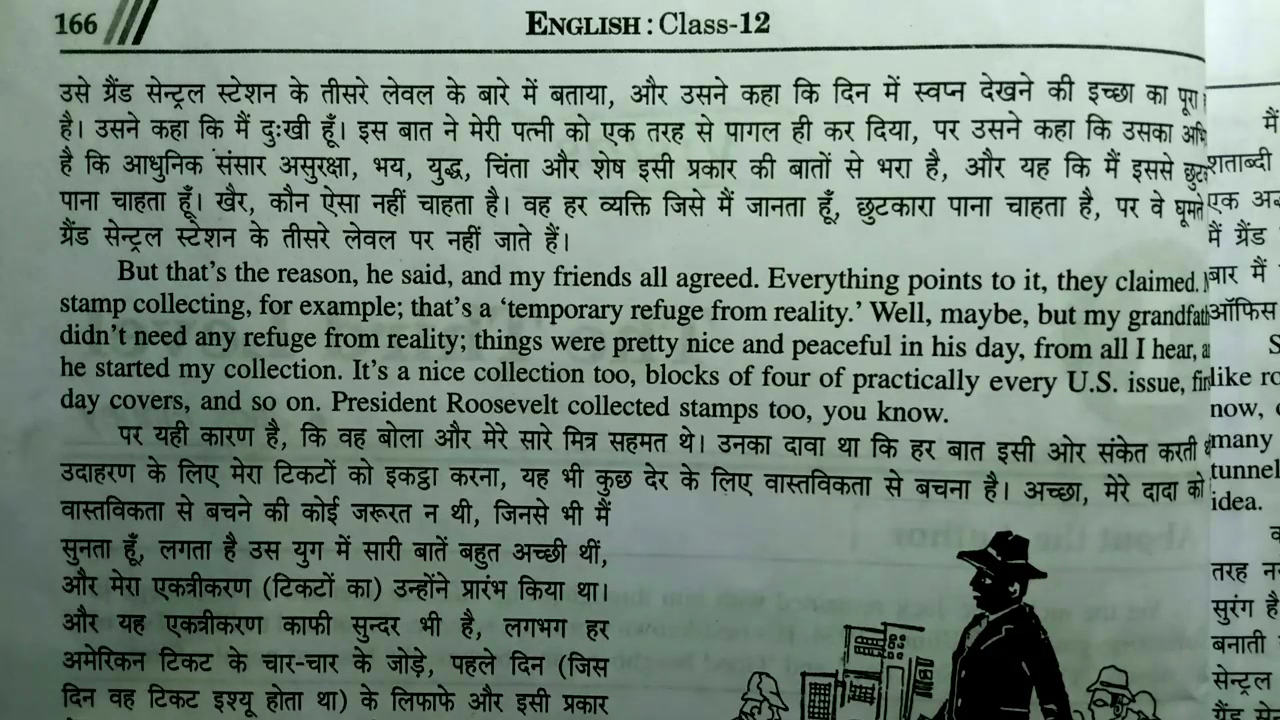 166
ENGLISH : Class-12
उसे ग्रैंड सेन्ट्रल स्टेशन के तीसरे लेवल के बारे में बताया, और उसने कहा कि दिन में स्वप्न देखने की इच्छा का पूरा
है। उसने कहा कि मैं दुःखी हूँ। इस बात ने मेरी पत्नी को एक तरह से पागल ही कर दिया, पर उसने कहा कि उसका
है कि आधुनिक संसार असुरक्षा, भय, युद्ध, चिंता और शेष इसी प्रकार की बातों से भरा है, और यह कि मैं इससे
पाना चाहता हूँ। खैर, कौन ऐसा नहीं चाहता है। वह हर व्यक्ति जिसे मैं जानता हूँ, छुटकारा पाना चाहता है, पर वे घूमते
ग्रैंड सेन्ट्रल स्टेशन के तीसरे लेवल पर नहीं जाते हैं।
But that's the reason, he said, and my friends all agreed. Everything points to it, they claimed.
stamp collecting, for example; that's a 'temporary refuge from reality.' Well, maybe, but my
didn't need any refuge from reality; things were pretty nice and peaceful in his day, from all I hear,
he started my collection. It's a nice collection too, blocks of four of practically every U.S. issue,
day covers, and so on. President Roosevelt collected stamps too, you know.
पर यही कारण है, कि वह बोला और मेरे सारे मित्र सहमत थे। उनका दावा था कि हर बात इसी ओर संकेत करती
उदाहरण के लिए मेरा टिकटों को इकट्ठा करना, यह भी कुछ देर के लिए वास्तविकता से बचना है। अच्छा, मेरे दादा को
वास्तविकता से बचने की कोई जरूरत न थी, जिनसे भी मैं
सुनता हूँ, लगता है उस युग में सारी बातें बहुत अच्छी थीं,
और मेरा एकत्रीकरण (टिकटों का) उन्होंने प्रारंभ किया था।
और यह एकत्रीकरण काफी सुन्दर भी है, लगभग हर
अमेरिकन टिकट के चार-चार के जोड़े, पहले दिन (जिस
दिन वह टिकट इश्यू होता था) के लिफाफे और इसी प्रकार
मैं
शताब्दी
एक
मैं ग्रैंड
बार मैं
ऑफिस
like
now,
many
tunnel
idea.
तरह
सुरंग है
बनाती
सेन्ट्रल